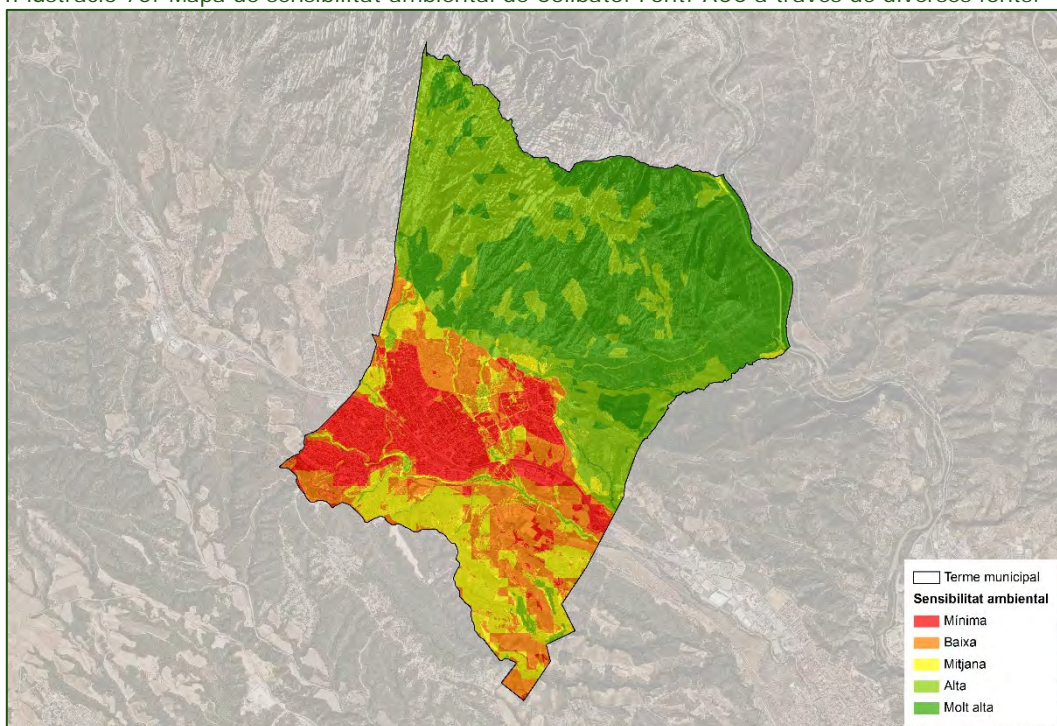 Terme municipal
Sensibilitat ambiental
Mínima
Baixa
Mitjana
Alta
Molt alta